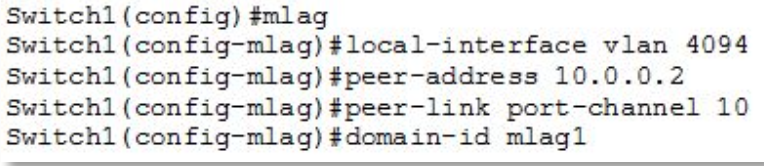 Switch1(config)#mlag
Switch1(config-mlag)#local-interface vlan 4094
Switch1(config-mlag)#peer-address 10.0.0.2
Switch1(config-mlag)#peer-link port-channel 10
Switch1(config-mlag)#domain-id mlag1